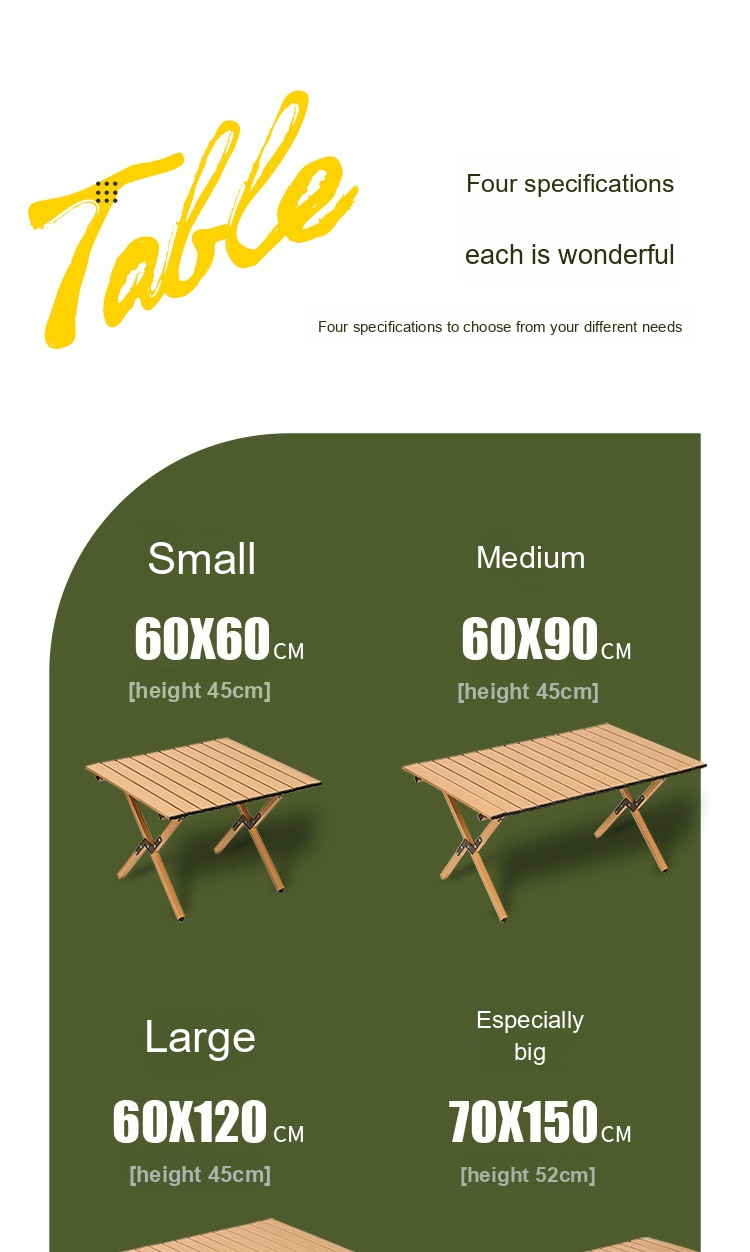 Table
Four specifications
each is wonderful
Four specifications to choose from your different needs
Small
60X60CM
[height 45cm]
Medium
60X90CM
[height 45cm]
Large
60X120CM
[height 45cm]
Especially
big
70X150CM
[height 52cm]